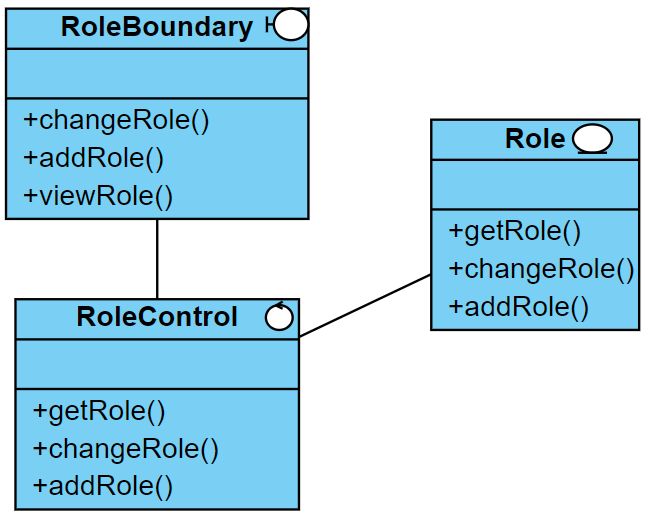 RoleBoundary
+changeRole()
+addRole()
+viewRole()
Role
+getRole()
+changeRole()
+addRole()
RoleControl
+getRole()
+changeRole()
+addRole()